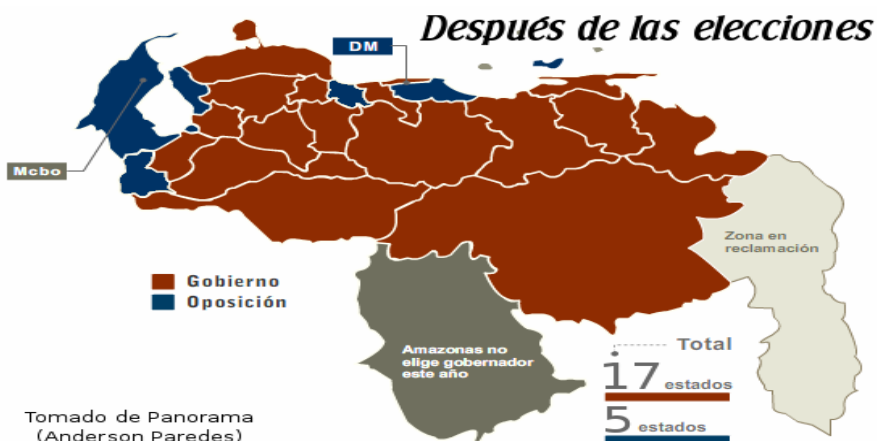 Después de las elecciones
DM
Mcbo
Zona en
reclamación
Gobierno
Oposición
Amazonas no
elige gobernador
este año
Total
17 estados
5 estados
Tomado de Panorama
(Anderson Paredes)